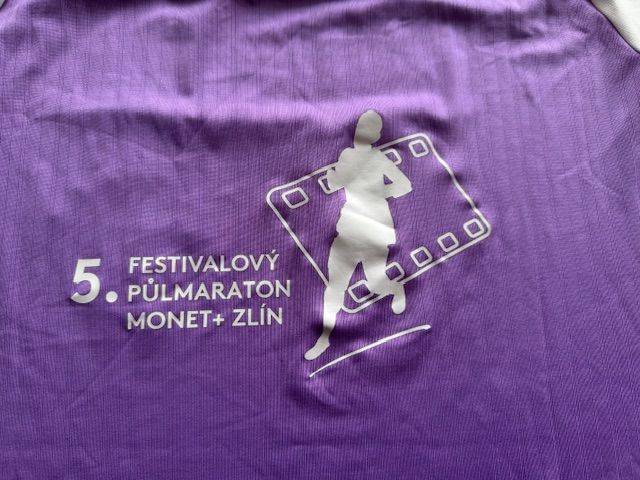 5. FESTIVALOVÝ
PŮLMARATON
MONET+ ZLÍN